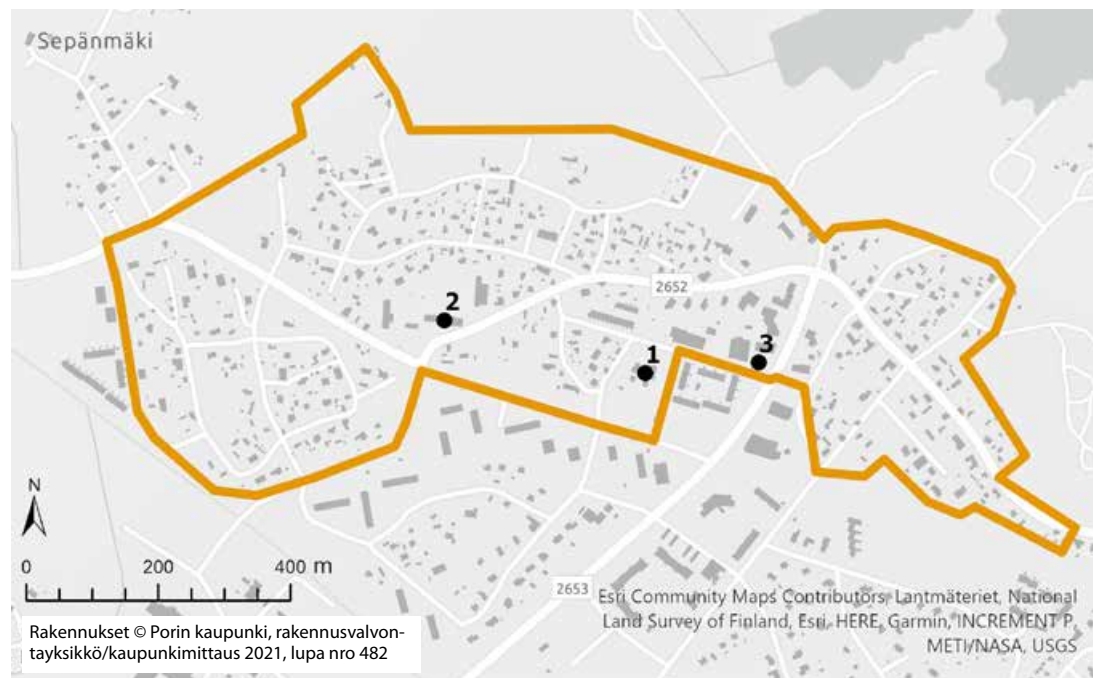 Sepänmäki
2652
2
1
3
N
0 200 400 m
2653
Esri Community Maps Contributors, Lantmäteriet, National
Land Survey of Finland, Esri, HERE, Garmin, INCREMENT P,
METI/NASA, USGS
Rakennukset © Porin kaupunki, rakennusvalvon-
tayksikkö/kaupunkimittaus 2021, lupa nro 482